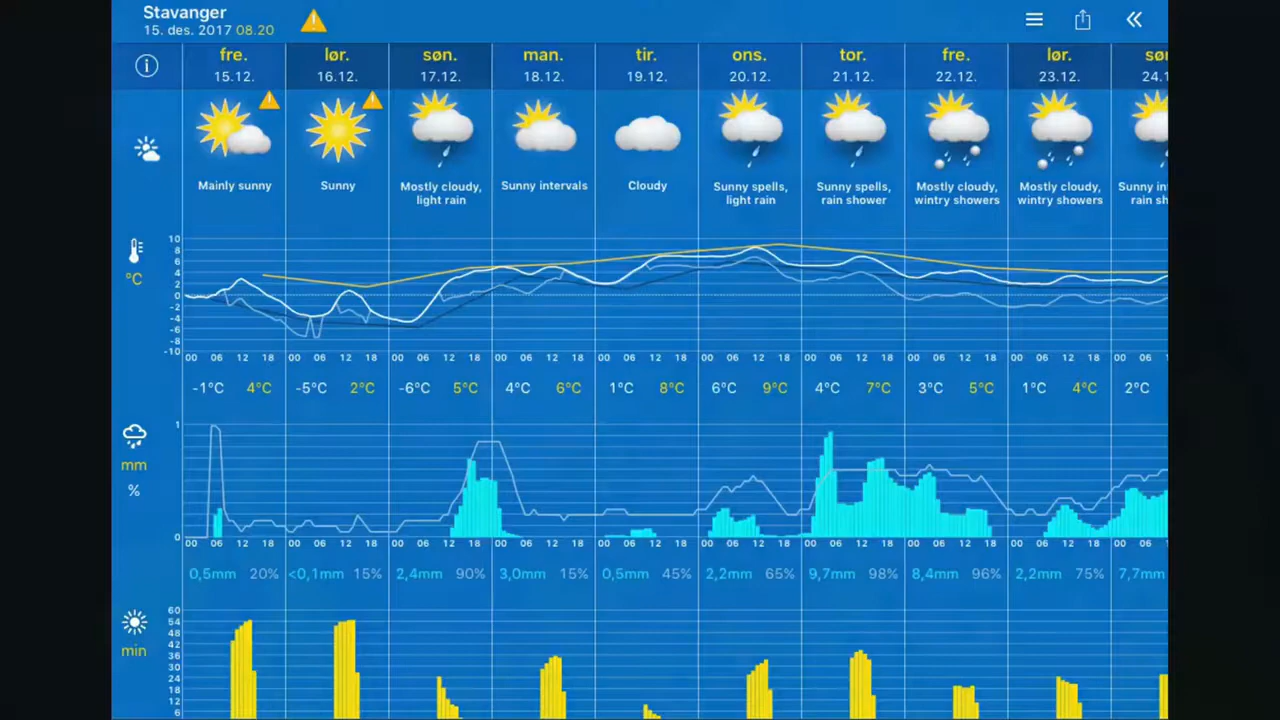 Stavanger
15. des. 2017 08.20
fre. lør. søn. man. tir. ons. tor. fre. lør. søn
15.12. 16.12. 17.12. 18.12. 19.12. 20.12. 21.12. 22.12. 23.12. 24.1
Mainly sunny Sunny Mostly cloudy, Sunny intervals Cloudy Sunny spells, Sunny spells, Mostly cloudy, Mostly cloudy, Sunny in
light rain light rain rain shower wintry showers wintry showers rain sh
10
8
6
°C
4
2
0
-2
-4
-6
-8
-10
00 06 12 18 00 06 12 18 00 06 12 18 00 06 12 18 00 06 12 18 00 06 12 18 00 06 12 18 00 06 12 18 00 06 12 18 00 06
-1°C 4°C -5°C 2°C -6°C 5°C 4°C 6°C 1°C 8°C 6°C 9°C 4°C 7°C 3°C 5°C 1°C 4°C 2°C
1
mm
%
0
00 06 12 18 00 06 12 18 00 06 12 18 00 06 12 18 00 06 12 18 00 06 12 18 00 06 12 18 00 06 12 18 00 06 12 18 00 06
0,5mm 20% <0,1mm 15% 2,4mm 90% 3,0mm 15% 0,5mm 45% 2,2mm 65% 9,7mm 98% 8,4mm 96% 2,2mm 75% 7,7mm
60
54
48
42
min
36
30
24
18
12
6